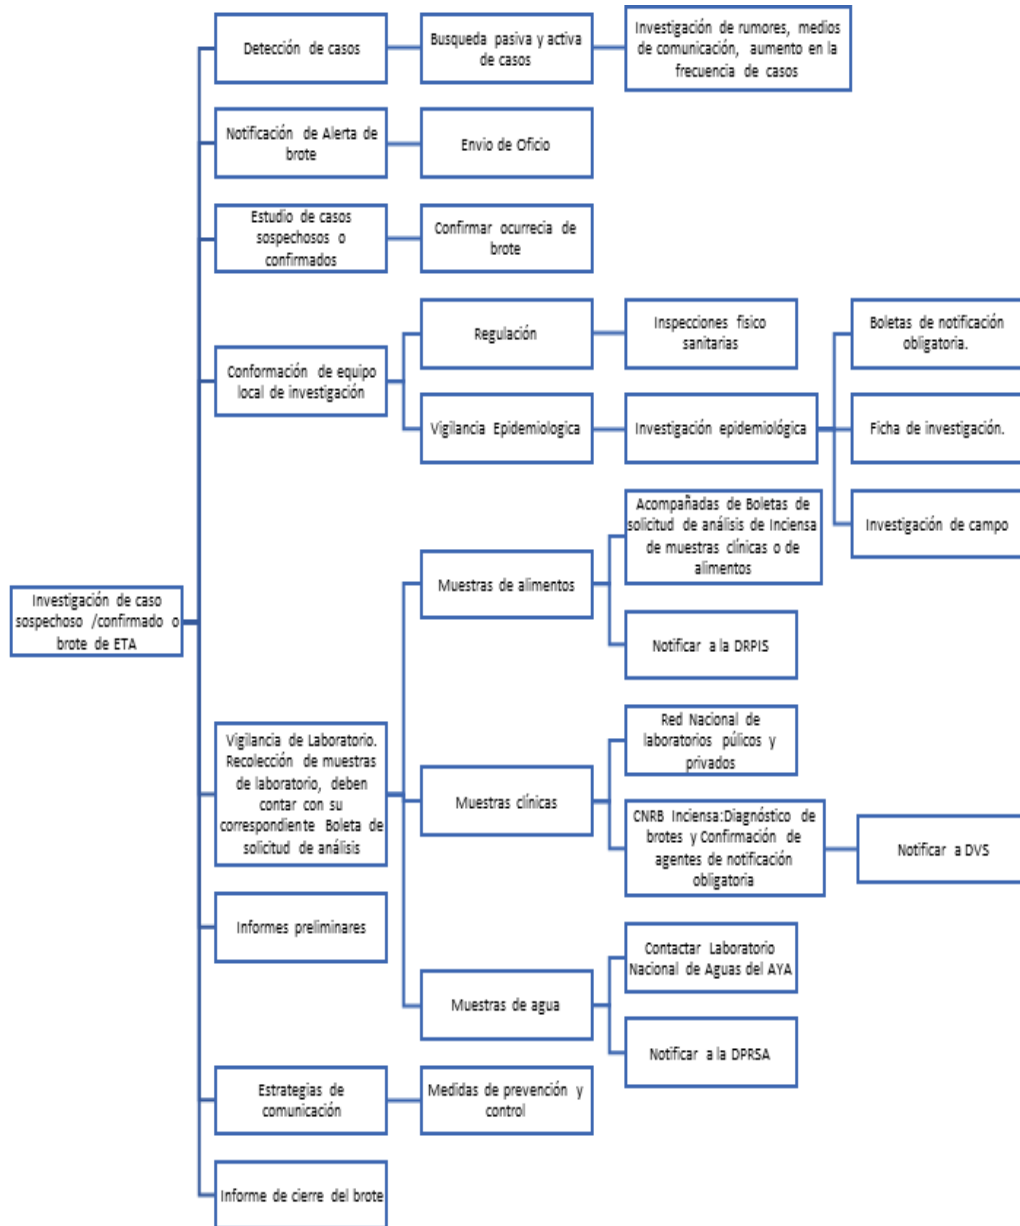 Detección de casos
Busqueda pasiva y activa
de casos
Investigación de rumores, medios
de comunicación, aumento en la
frecuencia de casos
Notificación de Alerta de
brote
Envio de Oficio
Estudio de casos
sospechosos o
confirmados
Confirmar ocurrecia de
brote
Conformación de equipo
local de investigación
Regulación
Inspecciones físico
sanitarias
Vigilancia Epidemiologica
Investigación epidemiológica
Boletas de notificación
obligatoria.
Ficha de investigación.
Investigación de campo
Investigación de caso
sospechoso /confirmado o
brote de ETA
Vigilancia de Laboratorio.
Recolección de muestras
de laboratorio, deben
contar con su
correspondiente Boleta de
solicitud de análisis
Muestras de alimentos
Acompañadas de Boletas de
solicitud de análisis de Inciensa
de muestras clínicas o de
alimentos
Notificar a la DRPIS
Muestras clínicas
Red Nacional de
laboratorios púlicos y
privados
CNRB Inciensa:Diagnóstico de
brotes y Confirmación de
agentes de notificación
obligatoria
Notificar a DVS
Muestras de agua
Contactar Laboratorio
Nacional de Aguas del AYA
Notificar a la DPRSA
Informes preliminares
Estrategias de
comunicación
Medidas de prevención y
control
Informe de cierre del brote